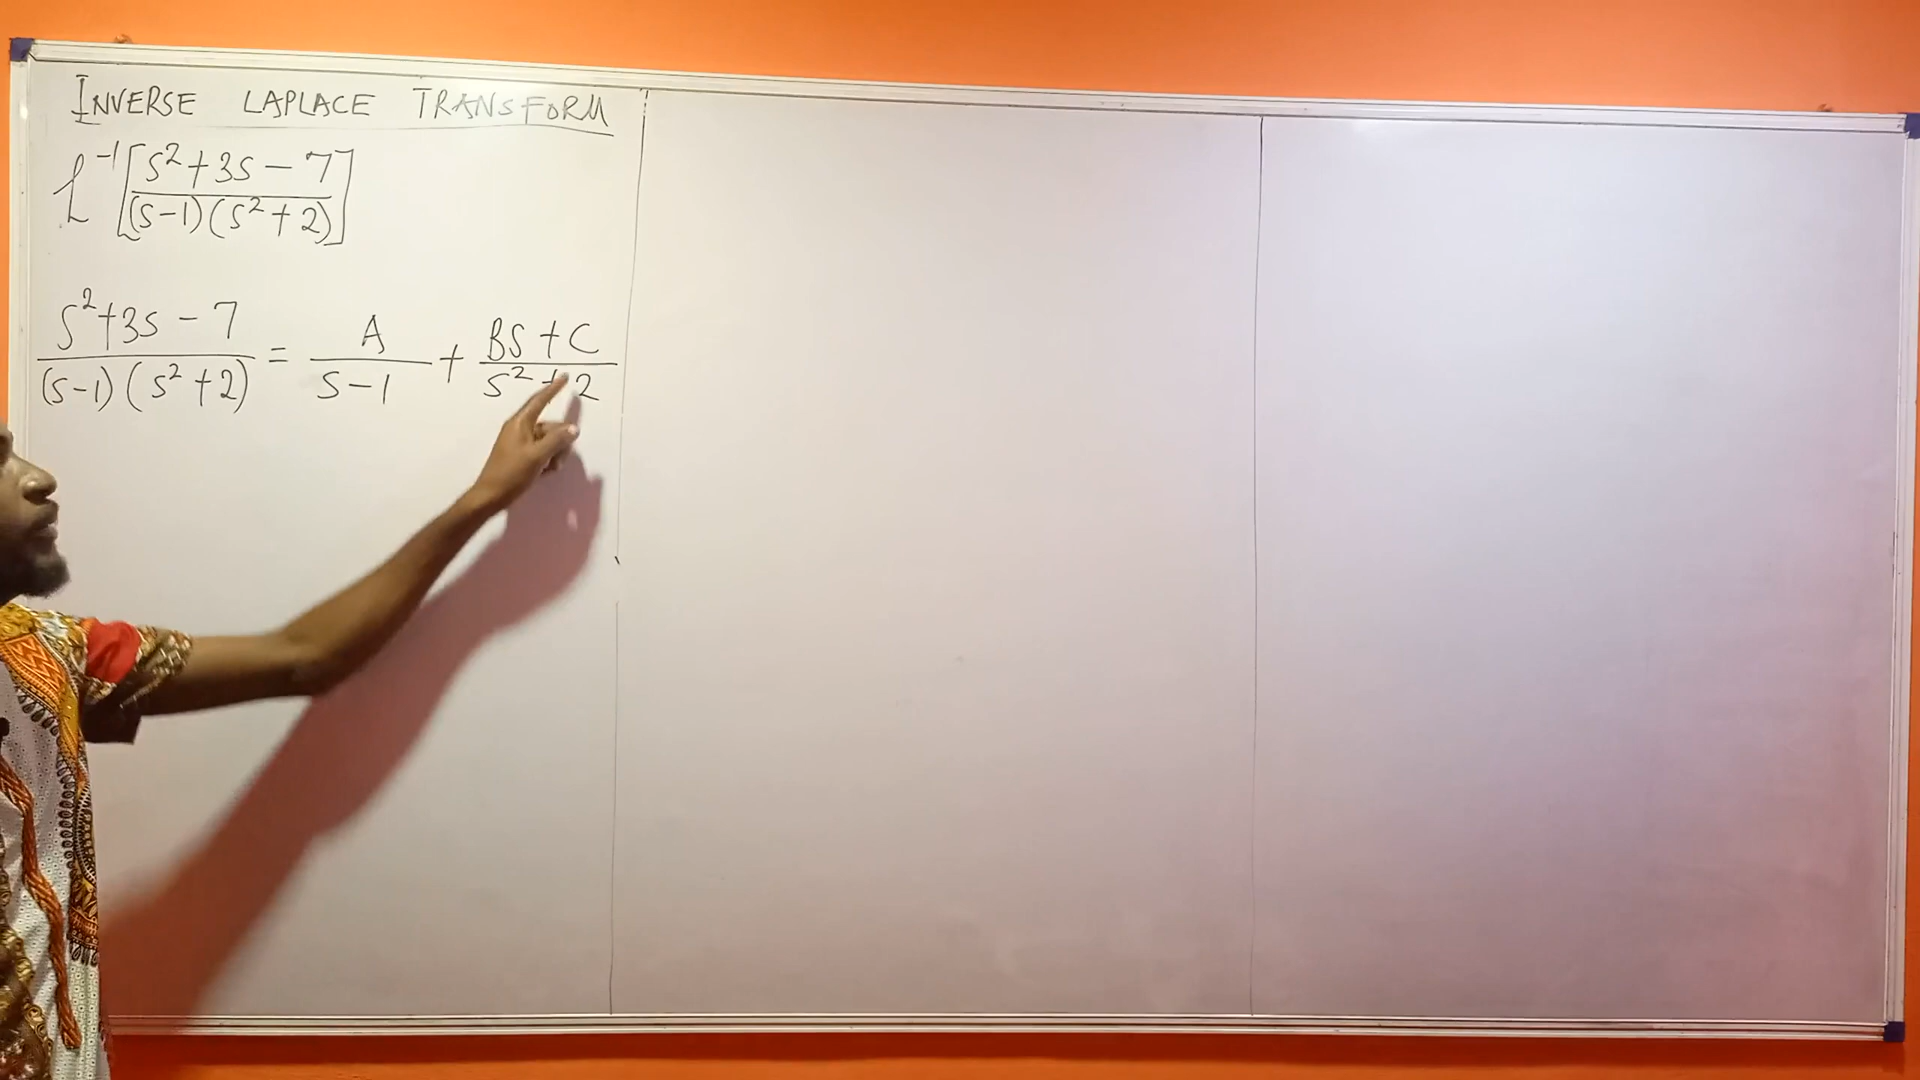 INVERSE LAPLACE TRANSFORM
ℒ⁻¹[(s²+3s−7)/((s−1)(s²+2))]
(s²+3s−7)/((s−1)(s²+2)) = A/(s−1) + (Bs+C)/(s²+2)